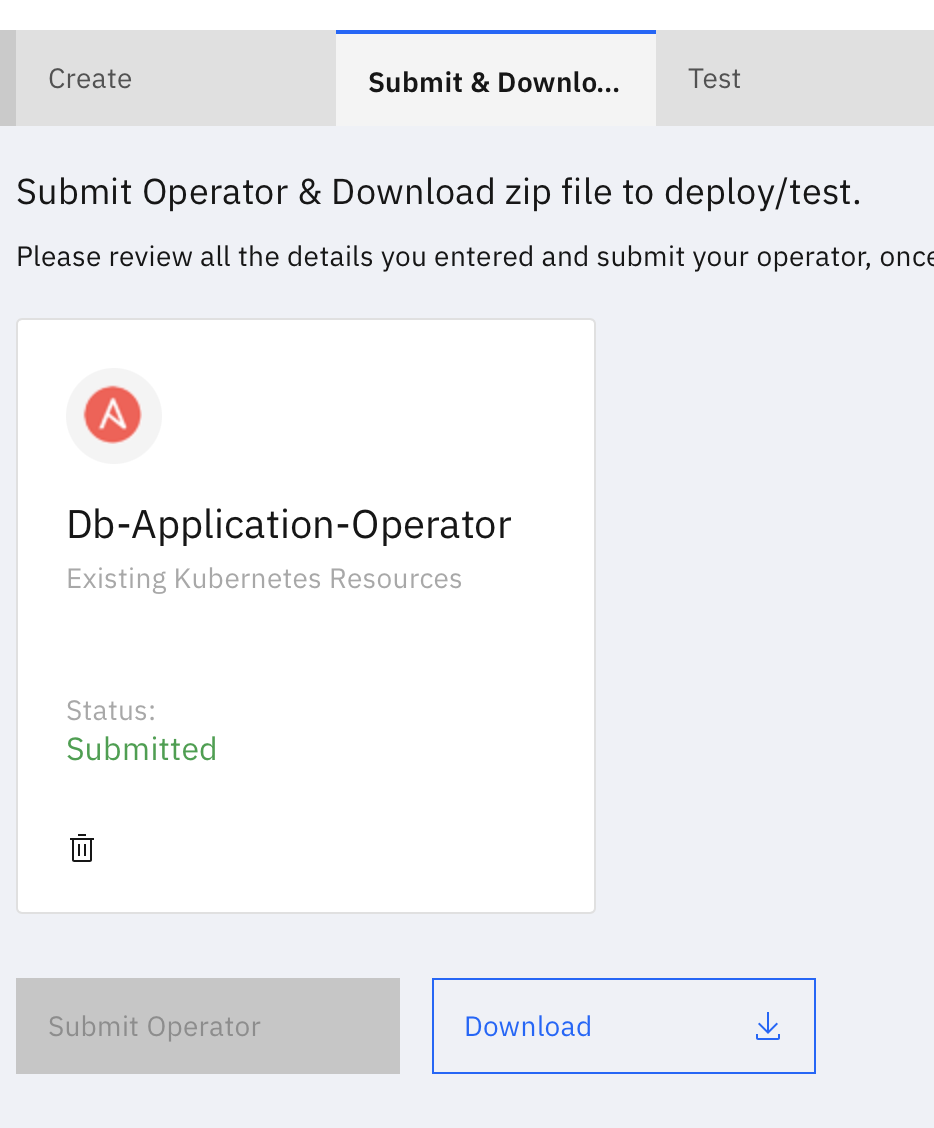 Create
Submit & Downlo...
Test
Submit Operator & Download zip file to deploy/test.
Please review all the details you entered and submit your operator, once
Db-Application-Operator
Existing Kubernetes Resources
Status:
Submitted
Submit Operator
Download